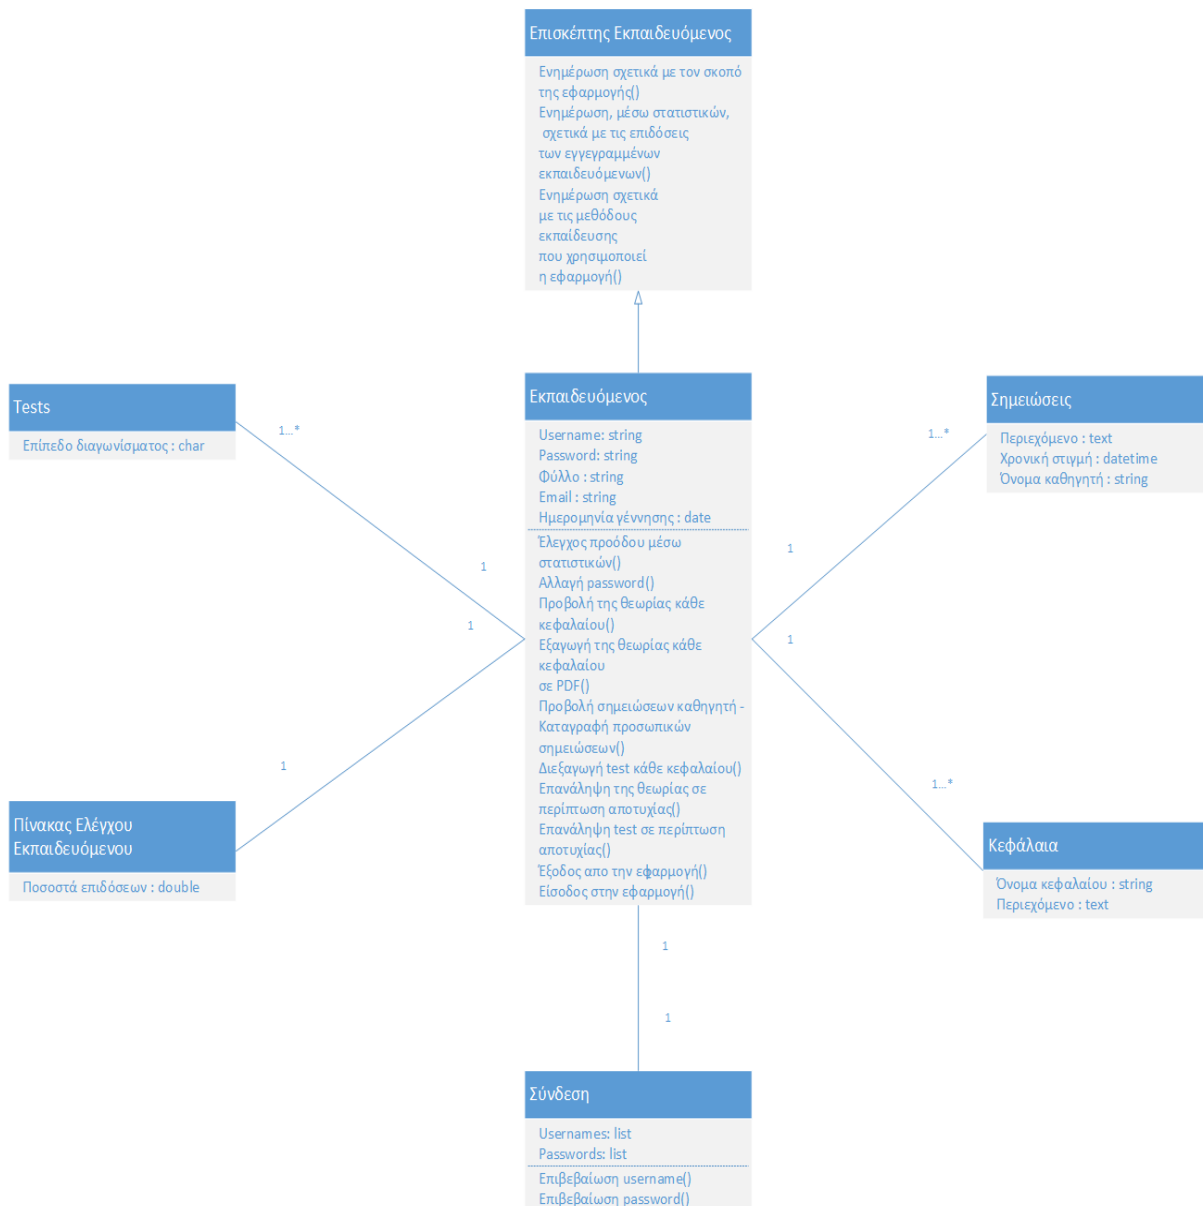 Επισκέπτης Εκπαιδευόμενος
Ενημέρωση σχετικά με τον σκοπό
της εφαρμογής()
Ενημέρωση, μέσω στατιστικών,
σχετικά με τις επιδόσεις
των εγγεγραμμένων
εκπαιδευόμενων()
Ενημέρωση σχετικά
με τις μεθόδους
εκπαίδευσης
που χρησιμοποιεί
η εφαρμογή()
Tests
Επίπεδο διαγωνίσματος : char
1...*
1
Εκπαιδευόμενος
Username: string
Password: string
Φύλλο : string
Email : string
Ημερομηνία γέννησης : date
Έλεγχος προόδου μέσω
στατιστικών()
Αλλαγή password()
Προβολή της θεωρίας κάθε
κεφαλαίου()
Εξαγωγή της θεωρίας κάθε
κεφαλαίου
σε PDF()
Προβολή σημειώσεων καθηγητή -
Καταγραφή προσωπικών
σημειώσεων()
Διεξαγωγή test κάθε κεφαλαίου()
Επανάληψη της θεωρίας σε
περίπτωση αποτυχίας()
Επανάληψη test σε περίπτωση
αποτυχίας()
Έξοδος απο την εφαρμογή()
Είσοδος στην εφαρμογή()
Σημειώσεις
Περιεχόμενο : text
Χρονική στιγμή : datetime
Όνομα καθηγητή : string
1...*
1
1
1
Πίνακας Ελέγχου
Εκπαιδευόμενου
Ποσοστά επιδόσεων : double
1
1...*
Κεφάλαια
Όνομα κεφαλαίου : string
Περιεχόμενο : text
1
1
Σύνδεση
Usernames: list
Passwords: list
Επιβεβαίωση username()
Επιβεβαίωση password()